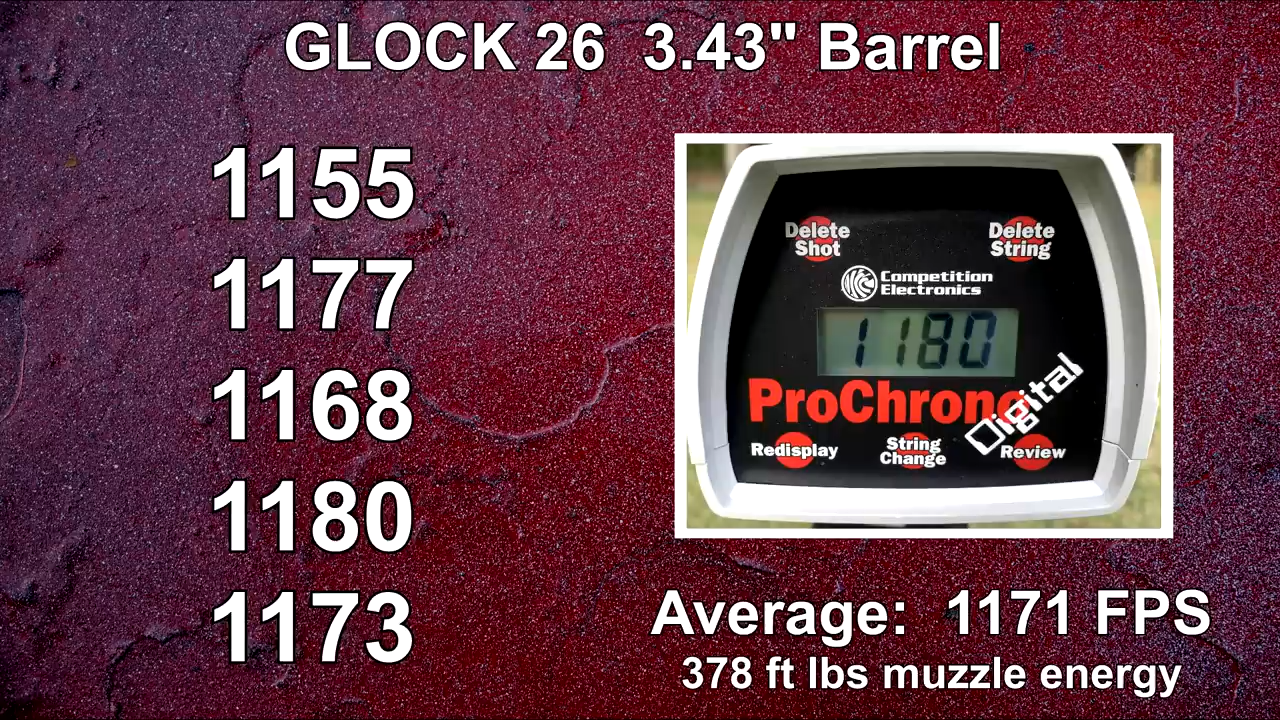 GLOCK 26 3.43" Barrel
1155
1177
1168
1180
1173
Delete Shot
Delete String
Competition Electronics
1180
ProChrono
Digital
Redisplay
String Change
Review
Average: 1171 FPS
378 ft lbs muzzle energy